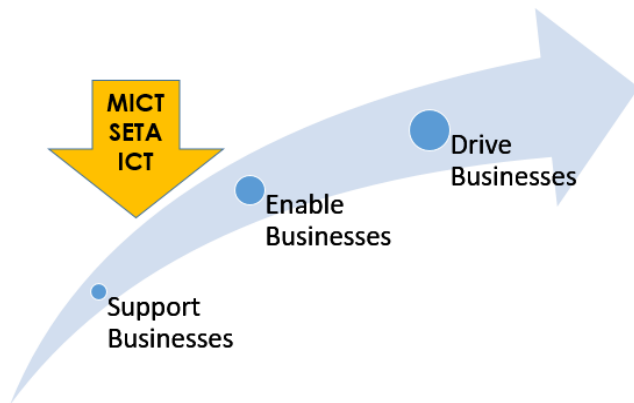 MICT
SETA
ICT
Drive
Businesses
Enable
Businesses
Support
Businesses